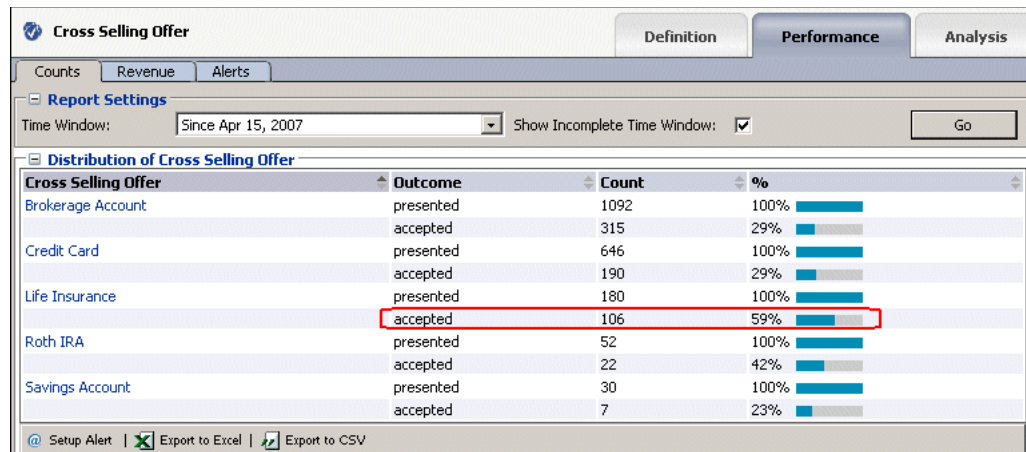 Cross Selling Offer Definition Performance Analysis
Counts Revenue Alerts
Report Settings
Time Window: Since Apr 15, 2007 Show Incomplete Time Window: Go
Distribution of Cross Selling Offer
Cross Selling Offer Outcome Count %
Brokerage Account presented 1092 100%
accepted 315 29%
Credit Card presented 646 100%
accepted 190 29%
Life Insurance presented 180 100%
accepted 106 59%
Roth IRA presented 52 100%
accepted 22 42%
Savings Account presented 30 100%
accepted 7 23%
@ Setup Alert | Export to Excel | Export to CSV